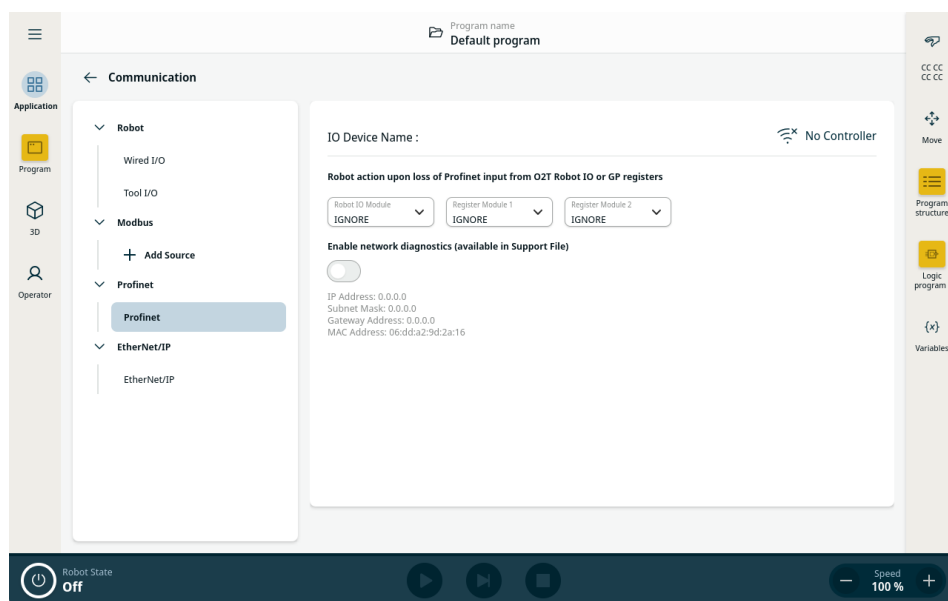 Program name
Default program
Communication
Application
Program
3D
Operator
Robot
Wired I/O
Tool I/O
Modbus
Add Source
Profinet
Profinet
EtherNet/IP
EtherNet/IP
IO Device Name :
No Controller
Robot action upon loss of Profinet input from O2T Robot IO or GP registers
Robot IO Module
IGNORE
Register Module 1
IGNORE
Register Module 2
IGNORE
Enable network diagnostics (available in Support File)
IP Address: 0.0.0.0
Subnet Mask: 0.0.0.0
Gateway Address: 0.0.0.0
MAC Address: 06:dd:a2:9d:2a:16
CC CC
CC CC
Move
Program
structure
Logic
program
{x}
Variables
Robot State
Off
Speed
100 %